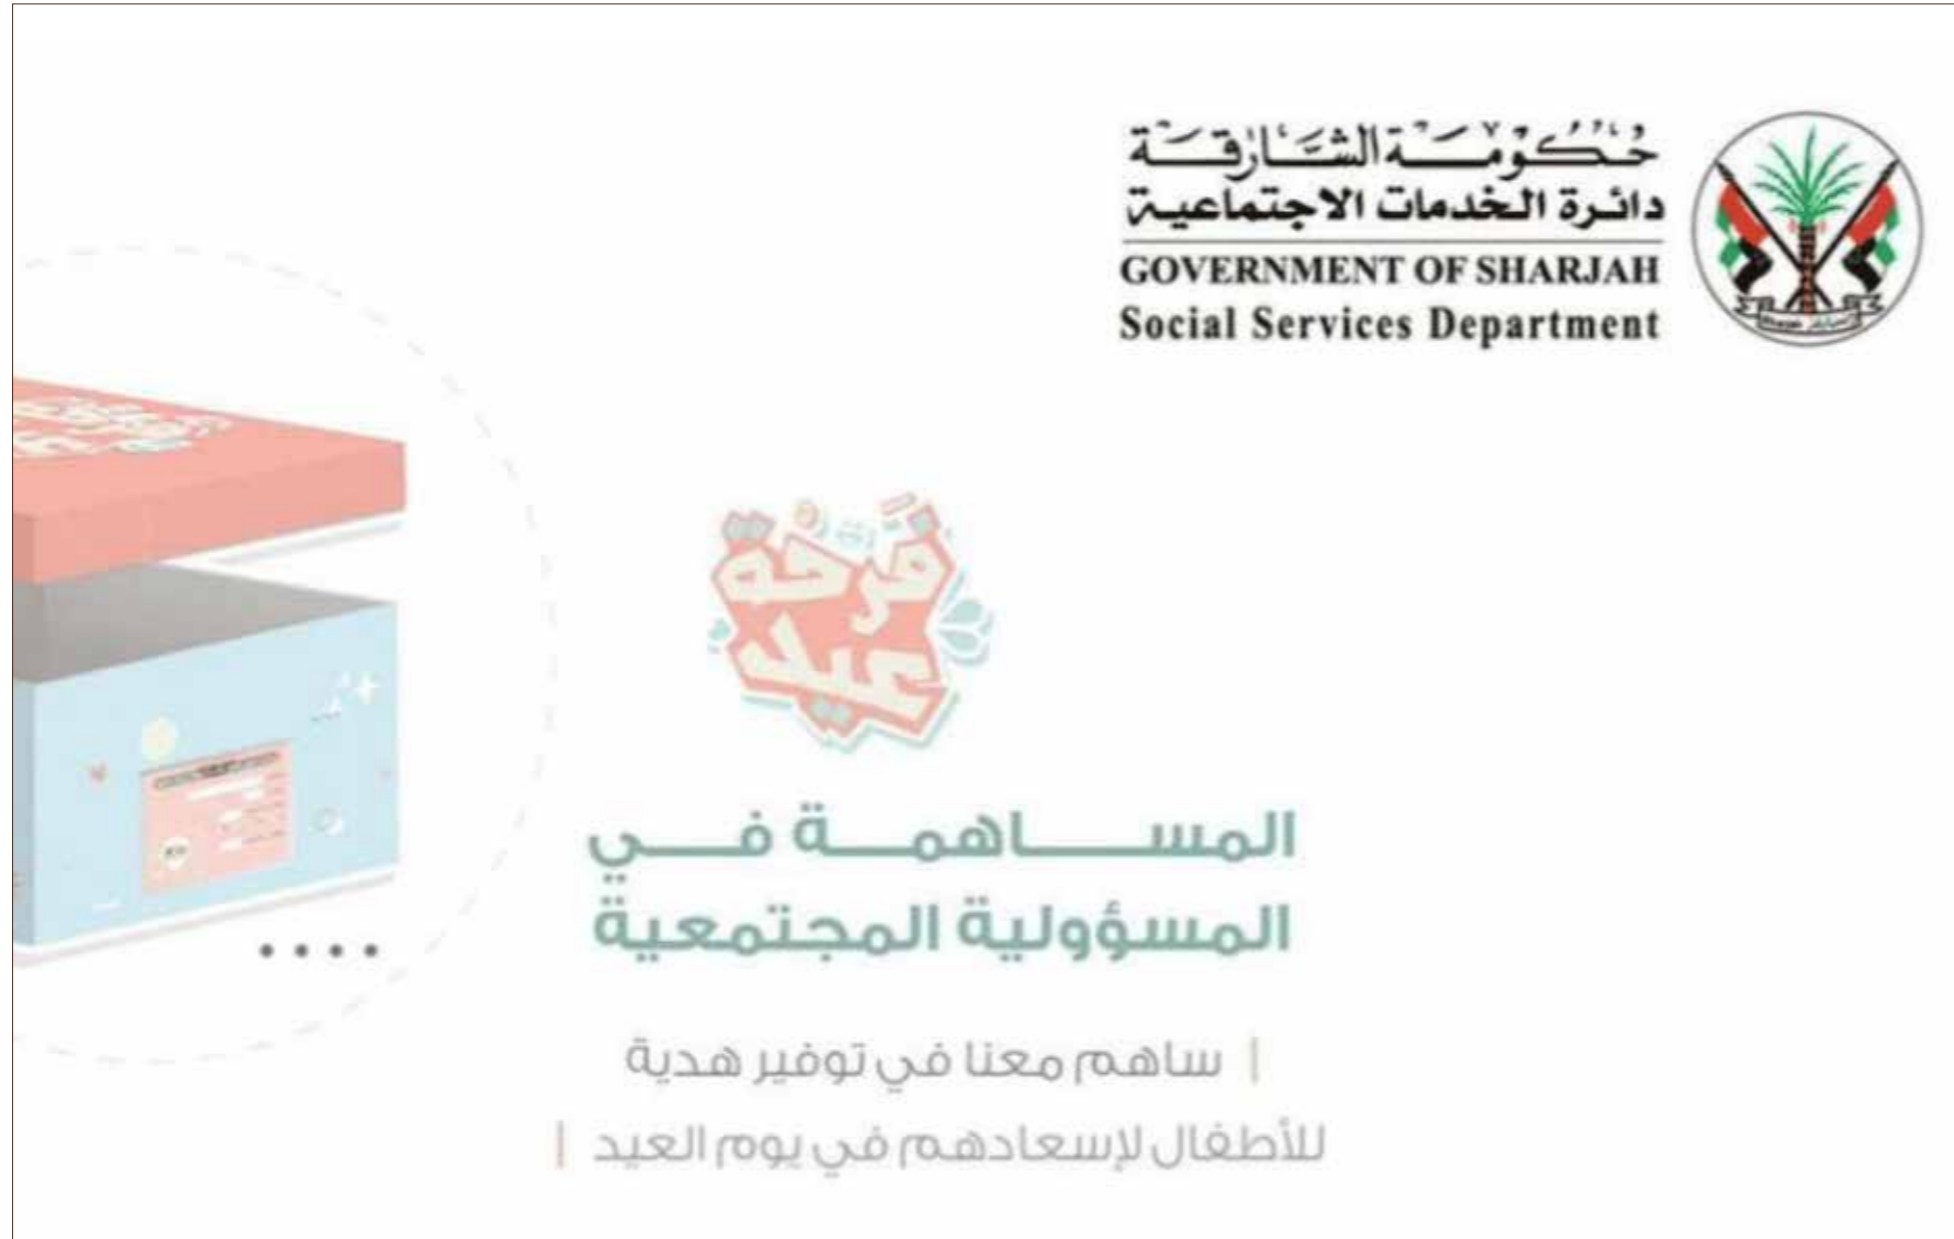 حكومة الشارقة
دائرة الخدمات الاجتماعية
GOVERNMENT OF SHARJAH
Social Services Department
فرحة
عيد
المساهمة في
المسؤولية المجتمعية
ساهم معنا في توفير هدية
للأطفال لإسعادهم في يوم العيد